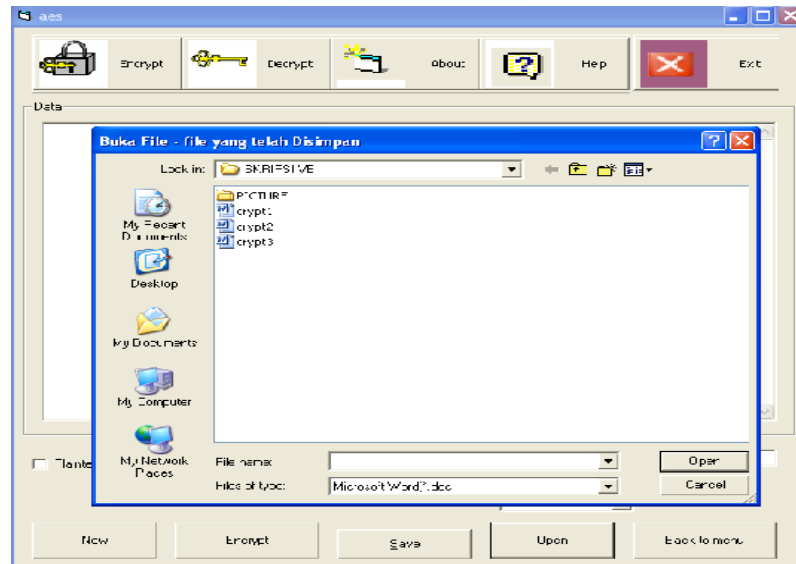 aes
Encrypt Decrypt About Help Exit
Data
Buka File - file yang telah Disimpan
Look in:
PICTURE
crypt1
crypt2
crypt3
My Recent
Documents
Desktop
My Documents
My Computer
My Network
Places
File name:
Files of type: Microsoft Word/*.doc
Open
Cancel
New Encrypt Save Open Back to menu